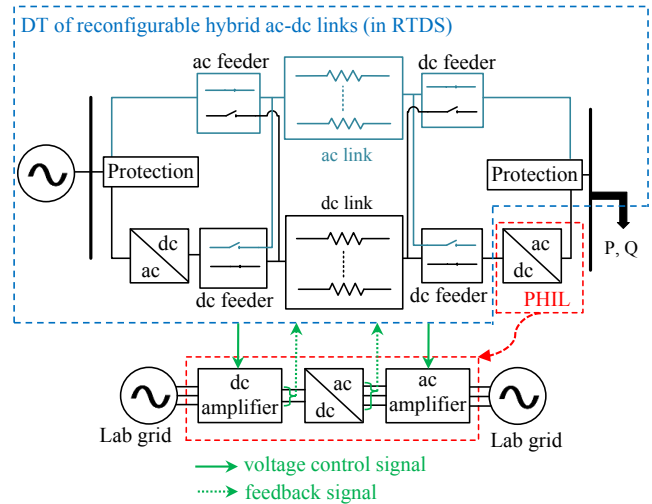 DT of reconfigurable hybrid ac-dc links (in RTDS)
ac feeder
dc feeder
ac link
Protection
Protection
dc link
dc
ac
ac
dc
P, Q
dc feeder
dc feeder
PHIL
dc
amplifier
ac
dc
ac
amplifier
Lab grid
Lab grid
voltage control signal
feedback signal